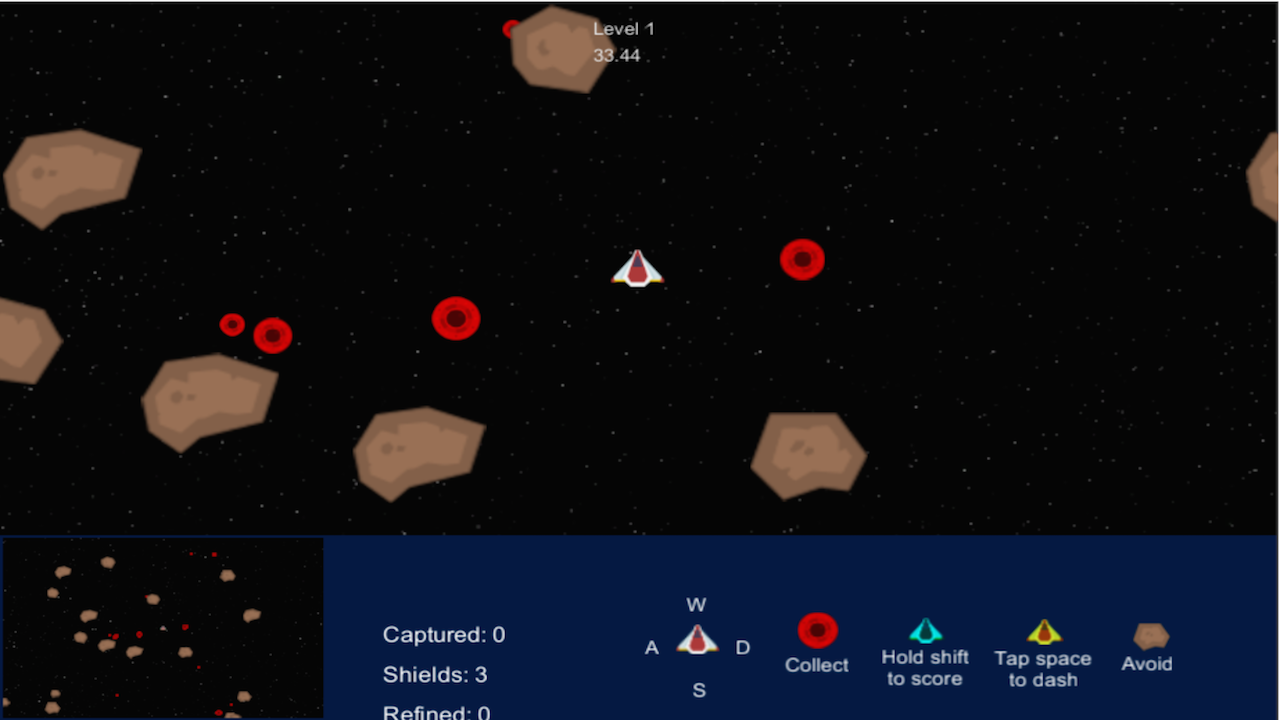 Level 1
33.44
Captured: 0
Shields: 3
Refined: 0
W
A
D
S
Collect
Hold shift
to score
Tap space
to dash
Avoid